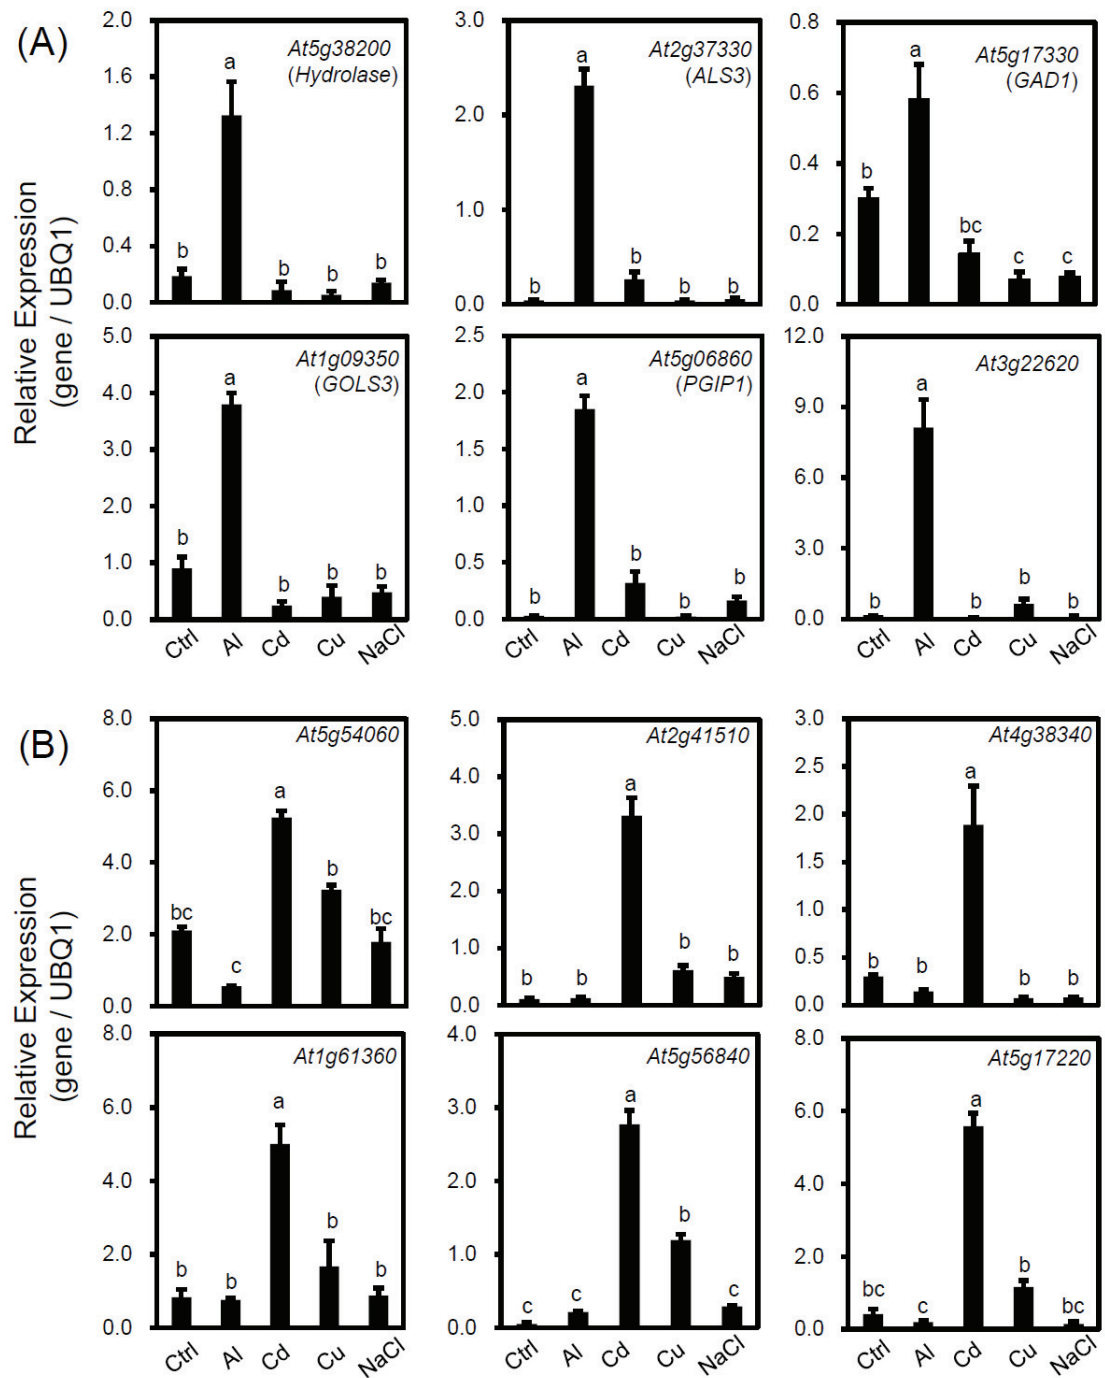 (A)
Relative Expression
(gene / UBQ1)
At5g38200
(Hydrolase)
2.0
1.6
1.2
0.8
0.4
0.0
b
a
b
b
b
At2g37330
(ALS3)
3.0
2.0
1.0
0.0
b
a
b
b
b
At5g17330
(GAD1)
0.8
0.6
0.4
0.2
0
b
a
bc
c
c
At1g09350
(GOLS3)
5.0
4.0
3.0
2.0
1.0
0.0
b
a
b
b
b
Ctrl
Al
Cd
Cu
NaCl
At5g06860
(PGIP1)
2.5
2.0
1.5
1.0
0.5
0.0
b
a
b
b
b
Ctrl
Al
Cd
Cu
NaCl
At3g22620
12.0
9.0
6.0
3.0
0.0
b
a
b
b
b
Ctrl
Al
Cd
Cu
NaCl
(B)
Relative Expression
(gene / UBQ1)
At5g54060
8.0
6.0
4.0
2.0
0.0
bc
c
a
b
bc
At2g41510
5.0
4.0
3.0
2.0
1.0
0.0
b
b
a
b
b
At4g38340
3.0
2.5
2.0
1.5
1.0
0.5
0.0
b
b
a
b
b
At1g61360
8.0
6.0
4.0
2.0
0.0
b
b
a
b
b
Ctrl
Al
Cd
Cu
NaCl
At5g56840
4.0
3.0
2.0
1.0
0.0
c
c
a
b
c
Ctrl
Al
Cd
Cu
NaCl
At5g17220
8.0
6.0
4.0
2.0
0.0
bc
c
a
b
bc
Ctrl
Al
Cd
Cu
NaCl